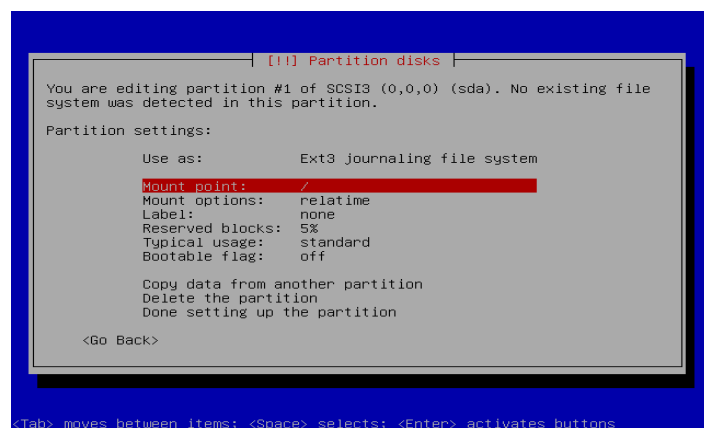 [!!] Partition disks
You are editing partition #1 of SCSI3 (0,0,0) (sda). No existing file
system was detected in this partition.
Partition settings:
Use as: Ext3 journaling file system
Mount point: /
Mount options: relatime
Label: none
Reserved blocks: 5%
Typical usage: standard
Bootable flag: off
Copy data from another partition
Delete the partition
Done setting up the partition
<Go Back>
<Tab> moves between items; <Space> selects; <Enter> activates buttons